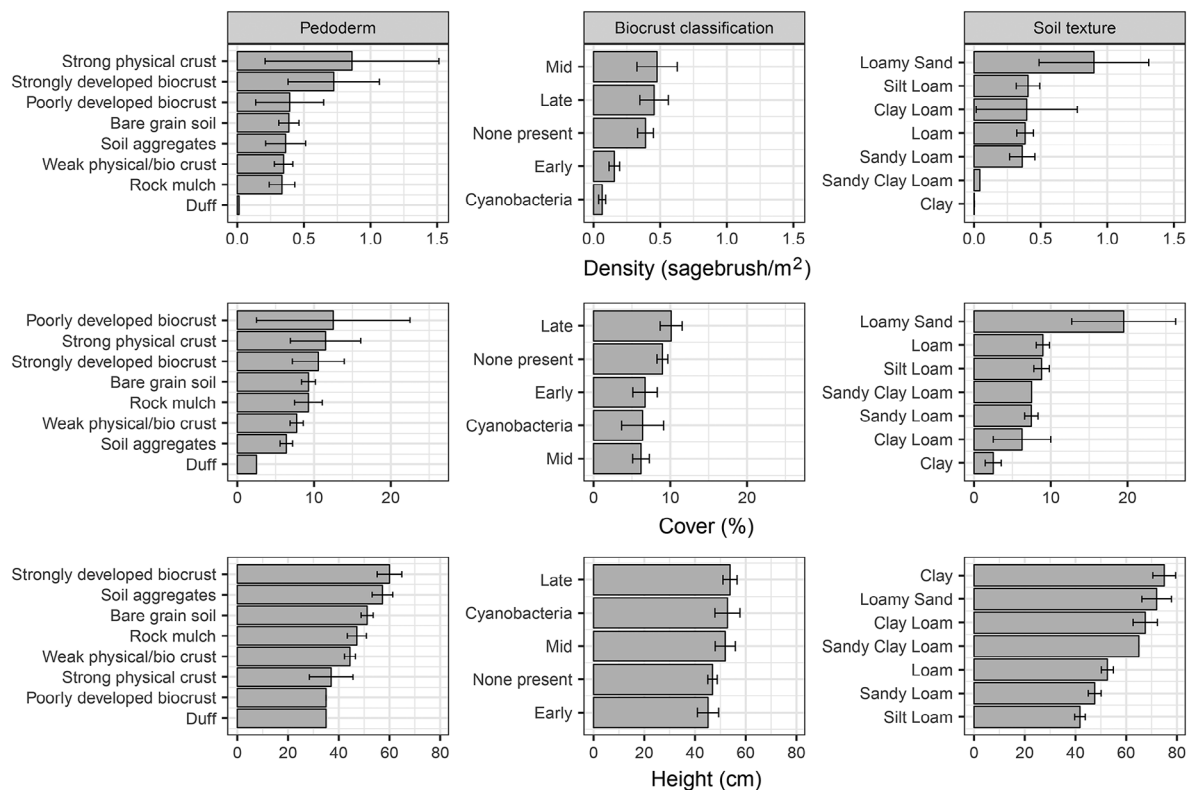 Pedoderm
Biocrust classification
Soil texture
Strong physical crust
Strongly developed biocrust
Poorly developed biocrust
Bare grain soil
Soil aggregates
Weak physical/bio crust
Rock mulch
Duff
0.0 0.5 1.0 1.5
Mid
Late
None present
Early
Cyanobacteria
0.0 0.5 1.0 1.5
Loamy Sand
Silt Loam
Clay Loam
Loam
Sandy Loam
Sandy Clay Loam
Clay
0.0 0.5 1.0 1.5
Density (sagebrush/m²)
Poorly developed biocrust
Strong physical crust
Strongly developed biocrust
Bare grain soil
Rock mulch
Weak physical/bio crust
Soil aggregates
Duff
0 10 20
Late
None present
Early
Cyanobacteria
Mid
0 10 20
Loamy Sand
Loam
Silt Loam
Sandy Clay Loam
Sandy Loam
Clay Loam
Clay
0 10 20
Cover (%)
Strongly developed biocrust
Soil aggregates
Bare grain soil
Rock mulch
Weak physical/bio crust
Strong physical crust
Poorly developed biocrust
Duff
0 20 40 60 80
Late
Cyanobacteria
Mid
None present
Early
0 20 40 60 80
Clay
Loamy Sand
Clay Loam
Sandy Clay Loam
Loam
Sandy Loam
Silt Loam
0 20 40 60 80
Height (cm)